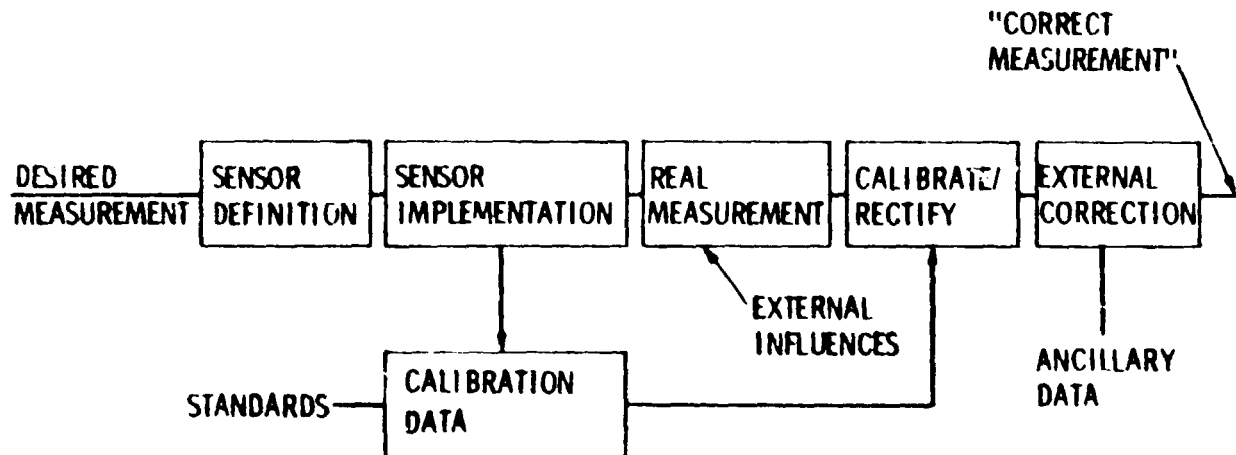 "CORRECT
MEASUREMENT"
DESIRED
MEASUREMENT
SENSOR
DEFINITION
SENSOR
IMPLEMENTATION
REAL
MEASUREMENT
CALIBRATE/
RECTIFY
EXTERNAL
CORRECTION
EXTERNAL
INFLUENCES
ANCILLARY
DATA
STANDARDS
CALIBRATION
DATA